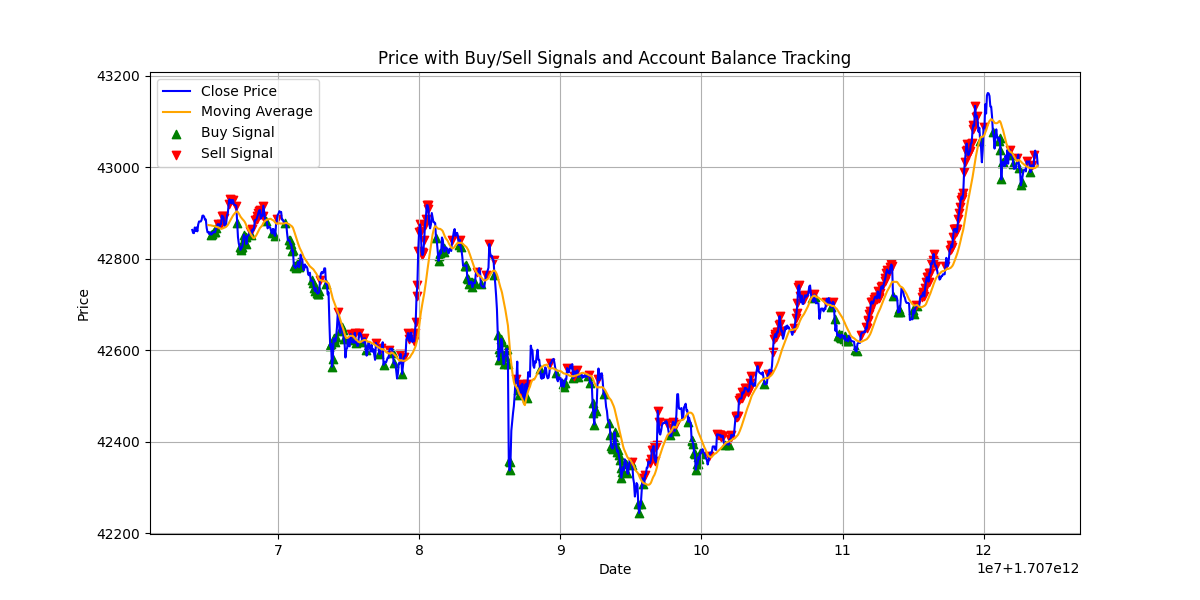 Price with Buy/Sell Signals and Account Balance Tracking
Close Price
Moving Average
Buy Signal
Sell Signal
43200
43000
42800
42600
42400
42200
Price
7 8 9 10 11 12
Date
1e7+1.707e12